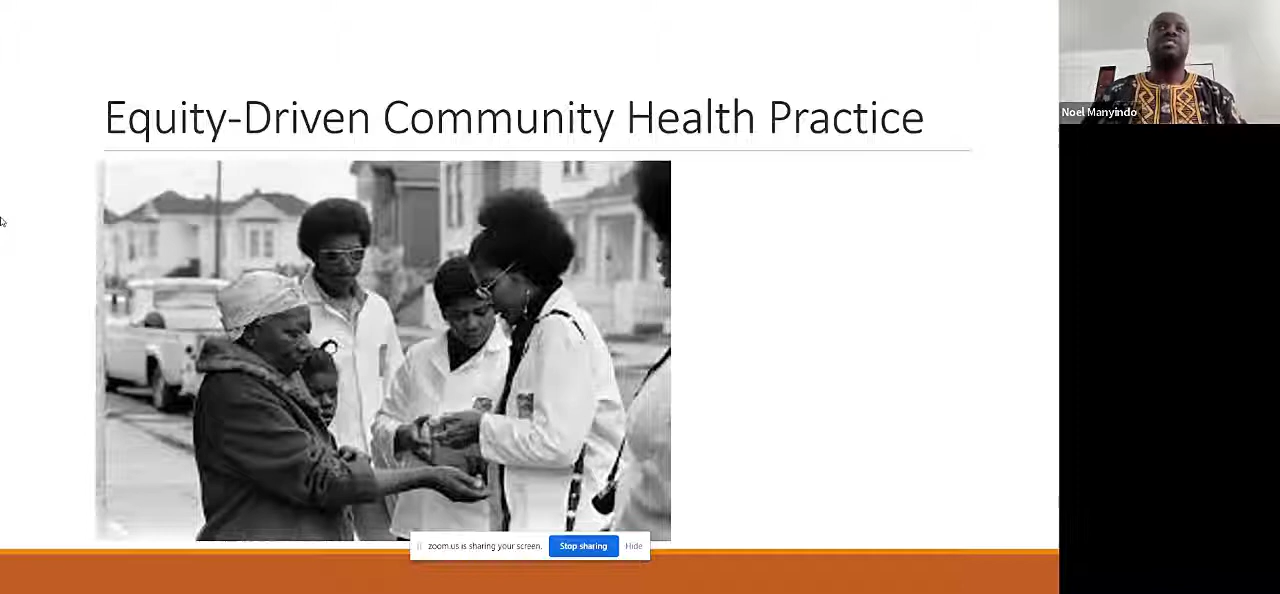 Equity-Driven Community Health Practice
Noel Manyindo
zoom.us is sharing your screen.
Stop sharing
Hide